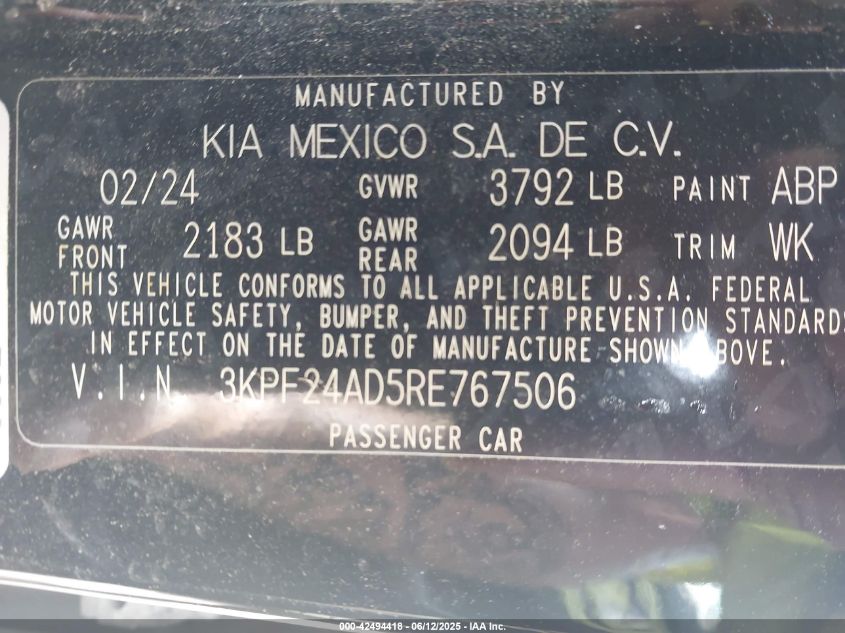 MANUFACTURED BY
KIA MEXICO S.A. DE C.V.
02/24 GVWR 3792 LB PAINT ABP
GAWR FRONT 2183 LB GAWR REAR 2094 LB TRIM WK
THIS VEHICLE CONFORMS TO ALL APPLICABLE U.S.A. FEDERAL
MOTOR VEHICLE SAFETY, BUMPER, AND THEFT PREVENTION STANDARDS
IN EFFECT ON THE DATE OF MANUFACTURE SHOWN ABOVE.
V.I.N. 3KPF24AD5RE767506
PASSENGER CAR
000-42494418 - 06/12/2025 - IAA Inc.